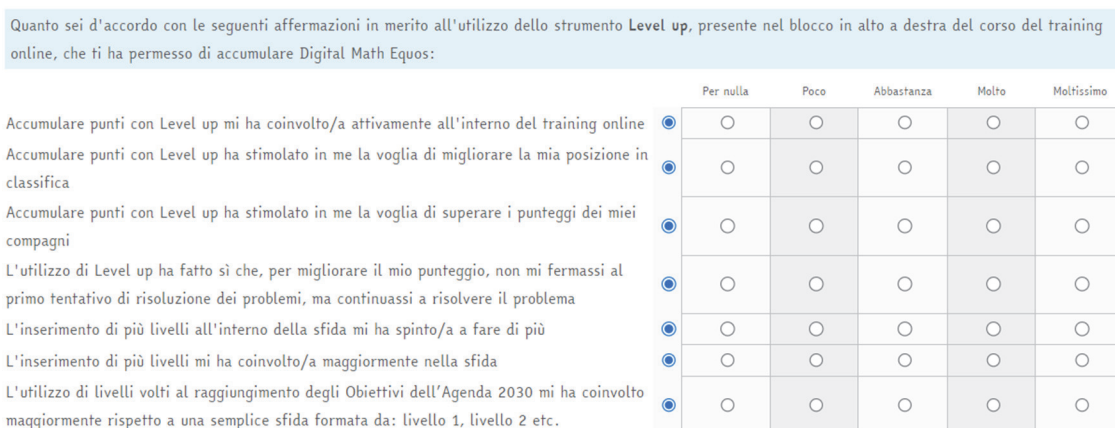 Quanto sei d'accordo con le seguenti affermazioni in merito all'utilizzo dello strumento Level up, presente nel blocco in alto a destra del corso del training
online, che ti ha permesso di accumulare Digital Math Equos:
Per nulla Poco Abbastanza Molto Moltissimo
Accumulare punti con Level up mi ha coinvolto/a attivamente all'interno del training online
Accumulare punti con Level up ha stimolato in me la voglia di migliorare la mia posizione in
classifica
Accumulare punti con Level up ha stimolato in me la voglia di superare i punteggi dei miei
compagni
L'utilizzo di Level up ha fatto sì che, per migliorare il mio punteggio, non mi fermassi al
primo tentativo di risoluzione dei problemi, ma continuassi a risolvere il problema
L'inserimento di più livelli all'interno della sfida mi ha spinto/a a fare di più
L'inserimento di più livelli mi ha coinvolto/a maggiormente nella sfida
L'utilizzo di livelli volti al raggiungimento degli Obiettivi dell’Agenda 2030 mi ha coinvolto
maggiormente rispetto a una semplice sfida formata da: livello 1, livello 2 etc.